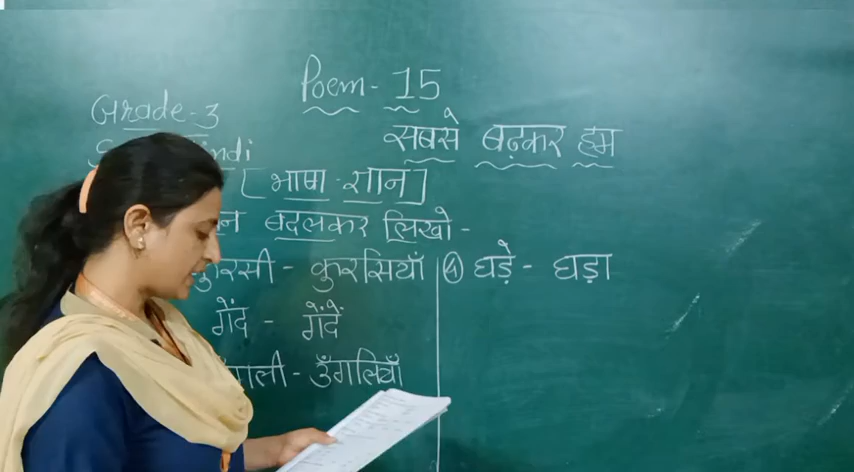 Poem - 15
Grade-3
सबसे बढ़कर हम
[भाषा ज्ञान]
बदलकर लिखो -
कुरसी - कुरसियाँ
गेंद - गेंदें
उँगलियाँ
④ घड़े - घड़ा